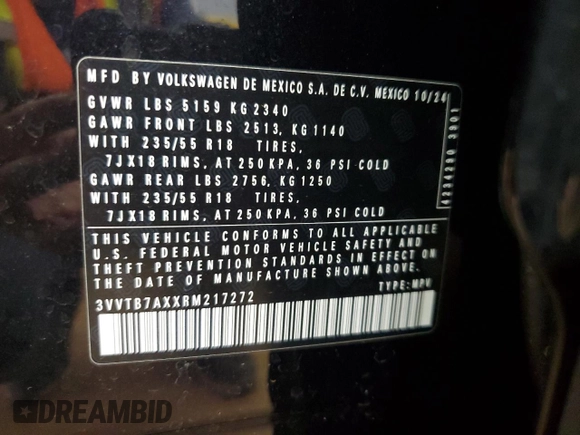 MFD BY VOLKSWAGEN DE MEXICO S.A. DE C.V. MEXICO 10/24
GVWR LBS 5159 KG 2340
GAWR FRONT LBS 2513, KG 1140
WITH 235/55 R18 TIRES,
7JX18 RIMS, AT 250 KPA, 36 PSI COLD
GAWR REAR LBS 2756, KG 1250
WITH 235/55 R18 TIRES,
7JX18 RIMS, AT 250 KPA, 36 PSI COLD
THIS VEHICLE CONFORMS TO ALL APPLICABLE
U.S. FEDERAL MOTOR VEHICLE SAFETY AND
THEFT PREVENTION STANDARDS IN EFFECT ON
THE DATE OF MANUFACTURE SHOWN ABOVE.
3VVTB7AXXRM217272 TYPE: MPV
DREAMBID